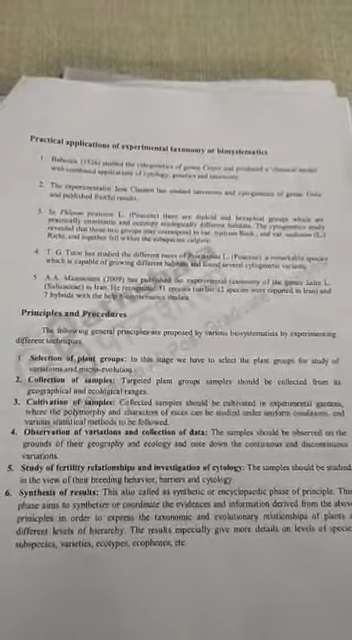 Practical applications of experimental taxonomy or biosystematics
1. Babcock (1926) studied the cytogenetics of genus Crepis and produced a 'classical model'
with combined applications of cytology, genetics and taxonomy.
2. The experimentalist Jens Clausen has studied taxonomy and cytogenetics of genus
and published fruitful results.
3. In Phleum pratense L. (Poaceae) there are diploid and hexaploid groups which are
practically intersterile and occupy ecologically different habitats. The cytogenetics study
revealed that these two groups may correspond to var. and var.
and together fall within the subspecies vulgare.
4. T. G. Tutin has studied the different races of L. (Poaceae) a remarkable species
which is capable of growing different habitats and found several cytogenetic variants.
5. A.A. (2009) has published the experimental taxonomy of the genus Salix L.
(Salicaceae) in Iran. He recognized 31 species (earlier 12 species were reported in Iran) and
7 hybrids with the help biosystematics studies.
Principles and Procedures
The following general principles are proposed by various biosystematists by experimenting
different techniques.
1 Selection of plant groups: In this stage we have to select the plant groups for study of
variations and micro-evolution
2. Collection of samples: Targeted plant groups samples should be collected from its
geographical and ecological ranges.
3. Cultivation of samples: Collected samples should be cultivated in experimental gardens,
where the polymorphy and characters of races can be studied under uniform conditions, and
various statistical methods to be followed.
4. Observation of variations and collection of data: The samples should be observed on the
grounds of their geography and ecology and note down the continuous and discontinuous
variations.
5. Study of fertility relationships and investigation of cytology: The samples should be studied
in the view of their breeding behavior, barriers and cytology
6. Synthesis of results: This also called as synthetic or encyclopaedic phase of principle. This
phase aims to synthetize or coordinate the evidences and information derived from the above
principles in order to express the taxonomic and evolutionary relationships of plants
different levels of hierarchy. The results especially give more details on levels of specie
subspecies, varieties, ecotypes, ecophenes, etc